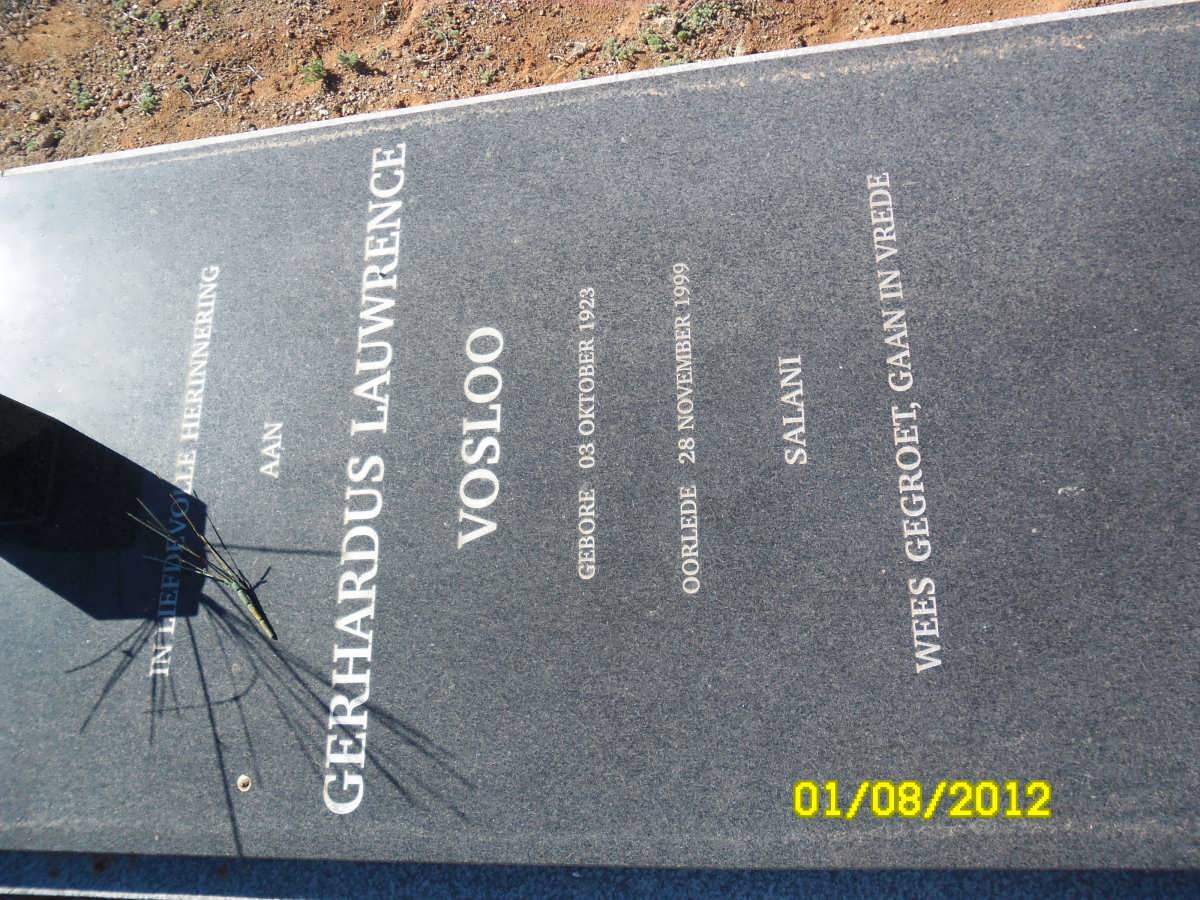 IN LIEFDEVOLLE HERINNERING
AAN
GERHARDUS LAUWRENCE
VOSLOO
GEBORE 03 OKTOBER 1923
OORLEDE 28 NOVEMBER 1999
SALANI
WEES GEGROET, GAAN IN VREDE
01/08/2012